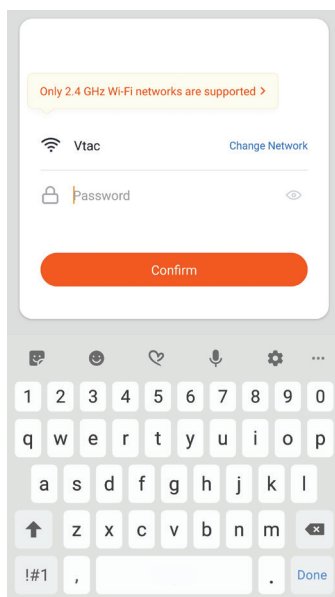 Only 2.4 GHz Wi-Fi networks are supported >
Vtac Change Network
Password
Confirm
1 2 3 4 5 6 7 8 9 0
q w e r t y u i o p
a s d f g h j k l
z x c v b n m
!#1 , . Done